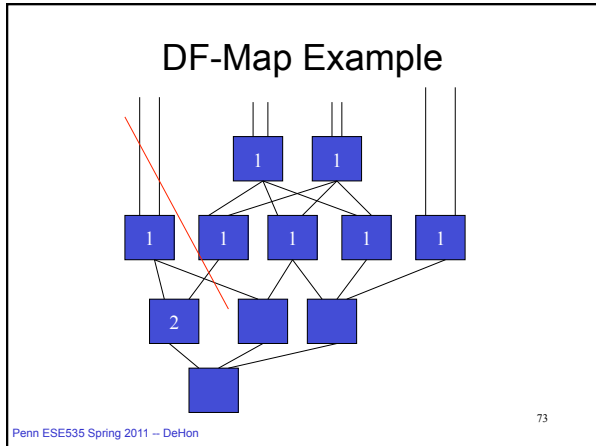 DF-Map Example
1 1
1 1 1 1 1
2
73
Penn ESE535 Spring 2011 -- DeHon